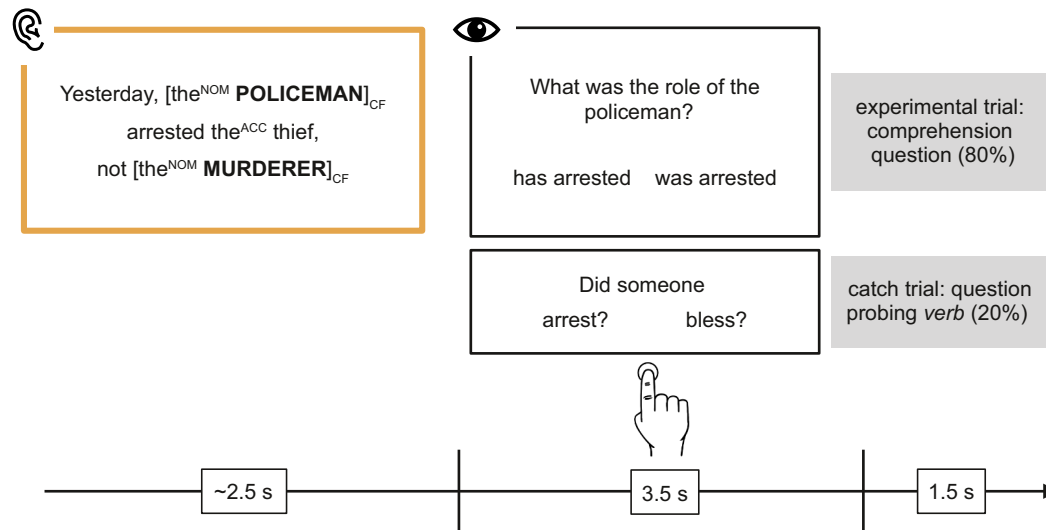 Yesterday, [the^NOM POLICEMAN]_CF
arrested the^ACC thief,
not [the^NOM MURDERER]_CF
What was the role of the
policeman?
has arrested was arrested
experimental trial:
comprehension
question (80%)
Did someone
arrest? bless?
catch trial: question
probing verb (20%)
~2.5 s
3.5 s
1.5 s